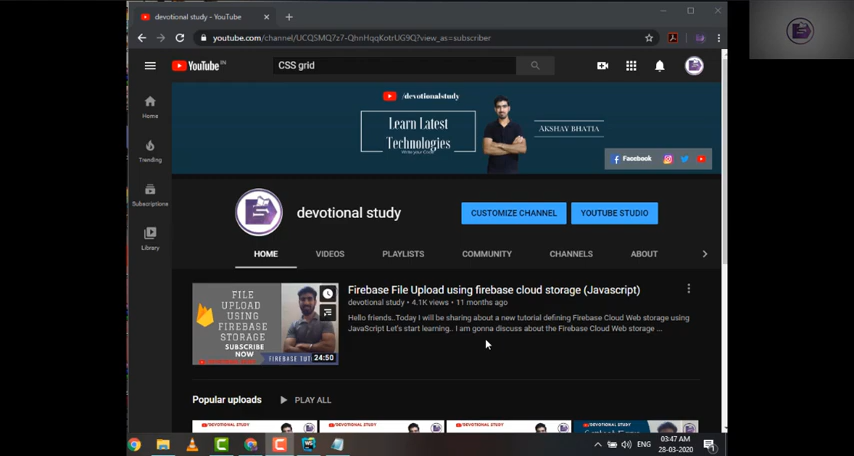 devotional study - YouTube
youtube.com/channel/UCQSMQ7z7-QhnHqqKotrUG9Q?view_as=subscriber
YouTube IN
CSS grid
/devotionalstudy
Learn Latest
Technologies
AKSHAY BHATIA
Facebook
Home
Trending
Subscriptions
Library
devotional study
CUSTOMIZE CHANNEL
YOUTUBE STUDIO
HOME VIDEOS PLAYLISTS COMMUNITY CHANNELS ABOUT
FILE
UPLOAD
USING
FIREBASE
STORAGE
SUBSCRIBE
NOW
24:50
Firebase File Upload using firebase cloud storage (Javascript)
devotional study • 4.1K views • 11 months ago
Hello friends..Today I will be sharing about a new tutorial defining Firebase Cloud Web storage using
JavaScript Let's start learning.. I am gonna discuss about the Firebase Cloud Web storage ...
Popular uploads
PLAY ALL
/DEVOTIONAL STUDY
/DEVOTIONAL STUDY
/DEVOTIONAL STUDY
/DEVOTIONAL STUDY
ENG
03:47 AM
28-03-2020